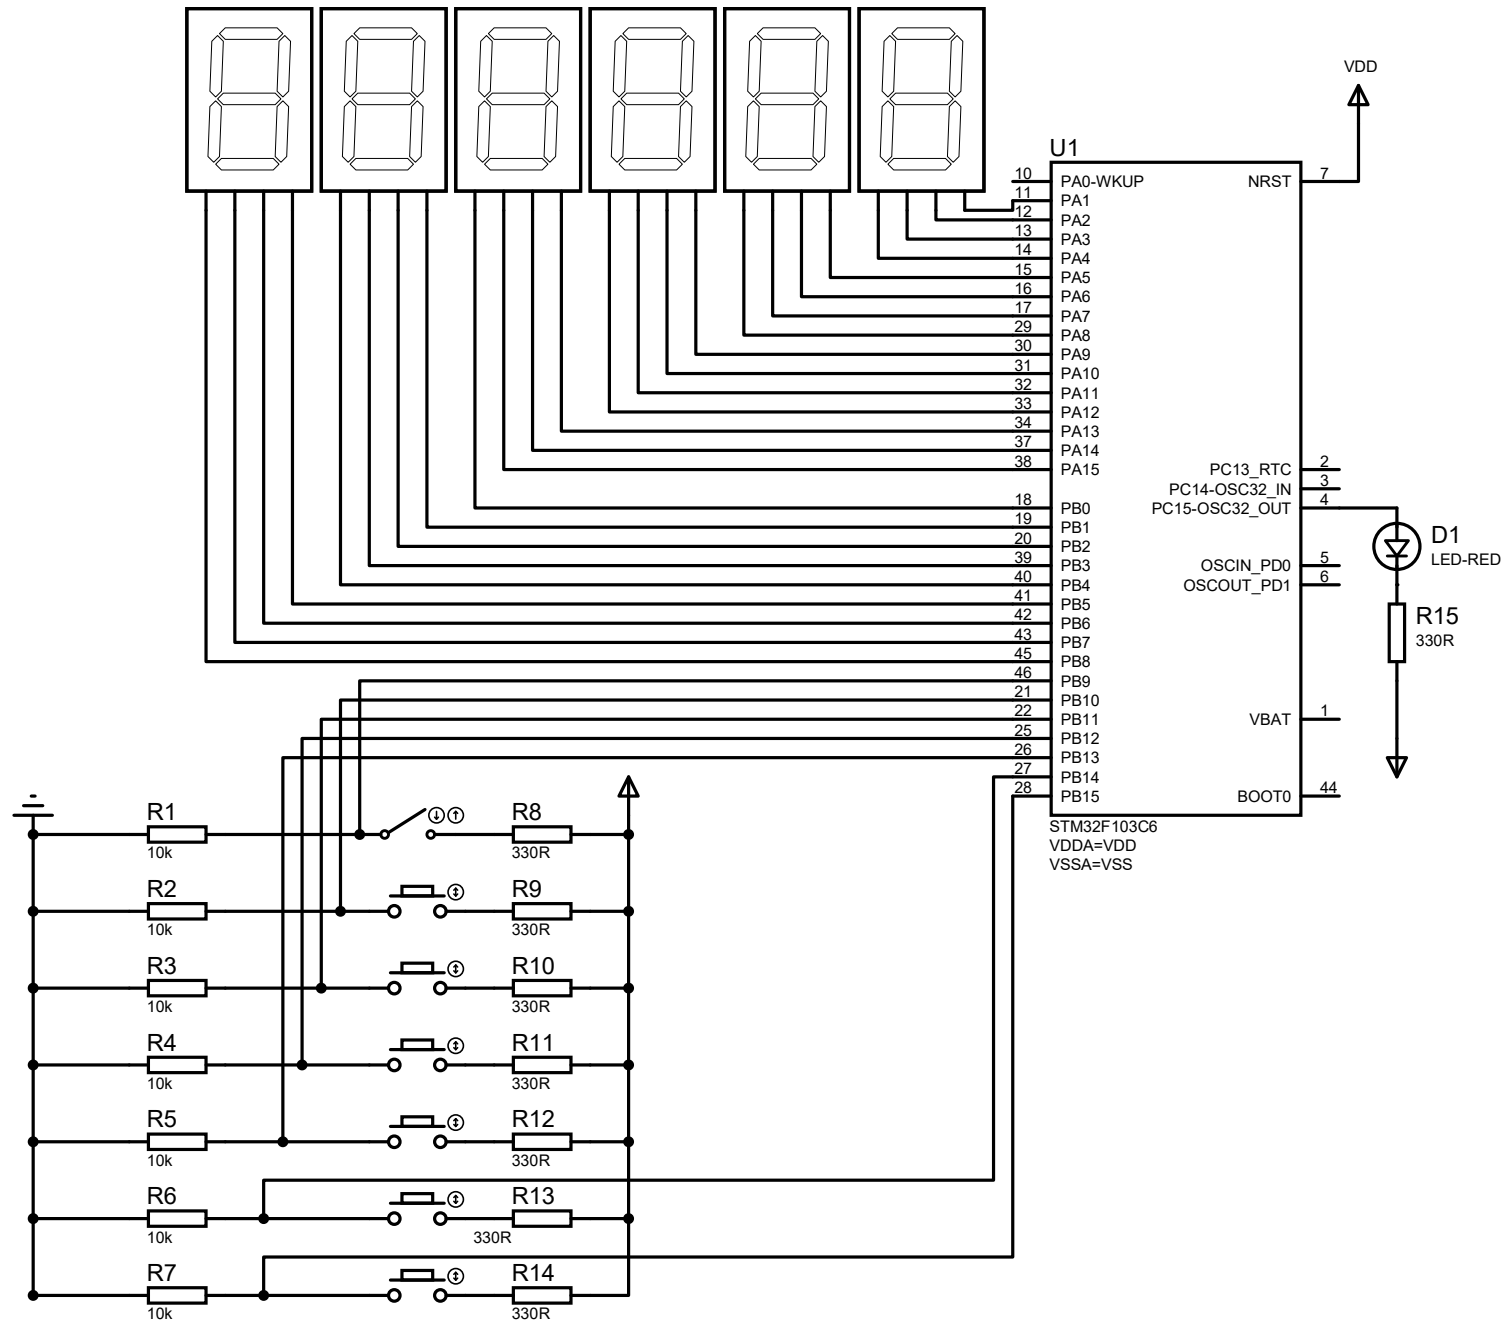 VDD
U1
10 PA0-WKUP NRST 7
11 PA1
12 PA2
13 PA3
14 PA4
15 PA5
16 PA6
17 PA7
29 PA8
30 PA9
31 PA10
32 PA11
33 PA12
34 PA13
37 PA14
38 PA15 PC13_RTC 2
PC14-OSC32_IN 3
18 PB0 PC15-OSC32_OUT 4
19 PB1
D1
LED-RED
20 PB2
39 PB3 OSCIN_PD0 5
40 PB4 OSCOUT_PD1 6
41 PB5
42 PB6
R15
330R
43 PB7
45 PB8
46 PB9
21 PB10
22 PB11 VBAT 1
25 PB12
26 PB13
27 PB14
28 PB15 BOOT0 44
STM32F103C6
VDDA=VDD
VSSA=VSS
R1 R8
10k 330R
R2 R9
10k 330R
R3 R10
10k 330R
R4 R11
10k 330R
R5 R12
10k 330R
R6 R13
10k 330R
R7 R14
10k 330R